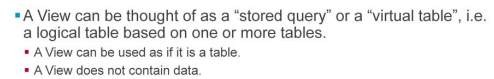 ▪ A View can be thought of as a “stored query” or a “virtual table”, i.e.
a logical table based on one or more tables.
▪ A View can be used as if it is a table.
▪ A View does not contain data.